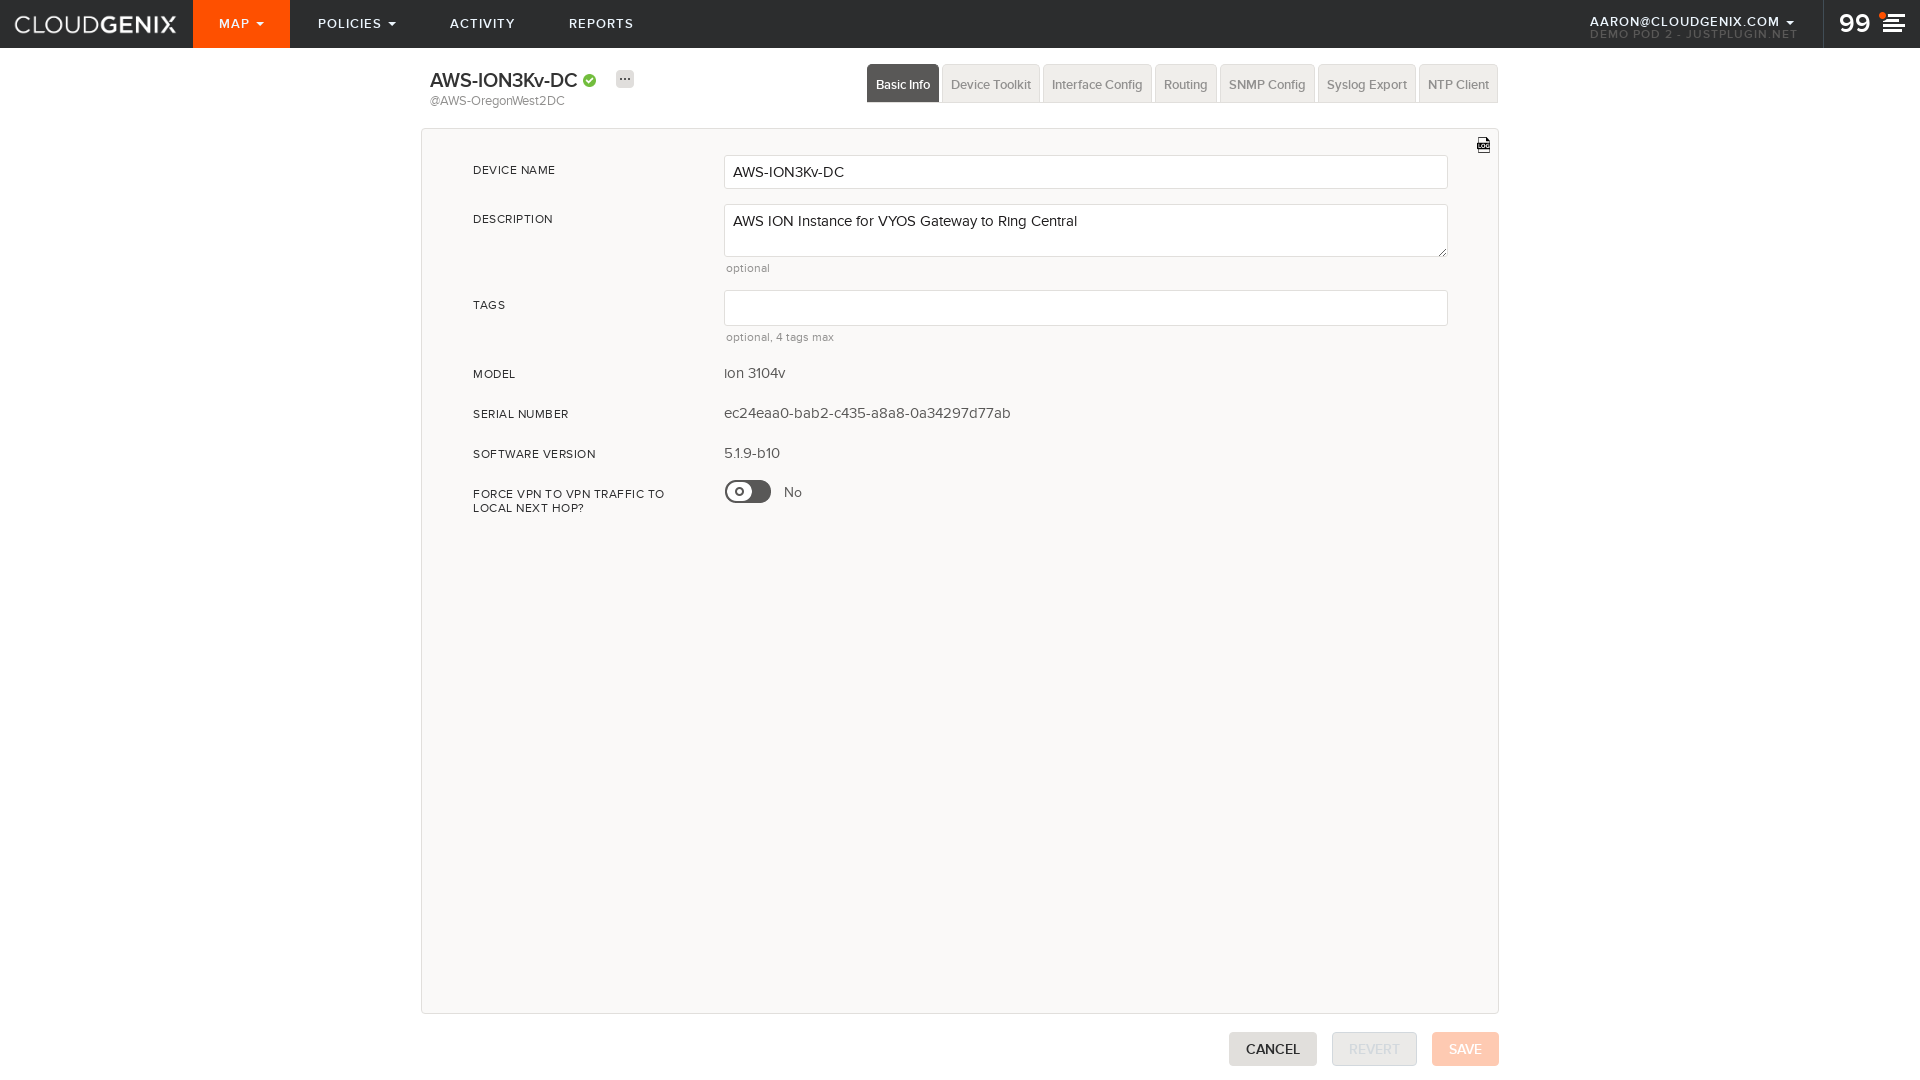 CLOUDGENIX
MAP
POLICIES
ACTIVITY
REPORTS
AARON@CLOUDGENIX.COM
DEMO POD 2 - JUSTPLUGIN.NET
99
AWS-ION3Kv-DC
@AWS-OregonWest2DC
Basic Info
Device Toolkit
Interface Config
Routing
SNMP Config
Syslog Export
NTP Client
LOG
DEVICE NAME
AWS-ION3Kv-DC
DESCRIPTION
AWS ION Instance for VYOS Gateway to Ring Central
optional
TAGS
optional, 4 tags max
MODEL
ion 3104v
SERIAL NUMBER
ec24eaa0-bab2-c435-a8a8-0a34297d77ab
SOFTWARE VERSION
5.1.9-b10
FORCE VPN TO VPN TRAFFIC TO
LOCAL NEXT HOP?
No
CANCEL
REVERT
SAVE